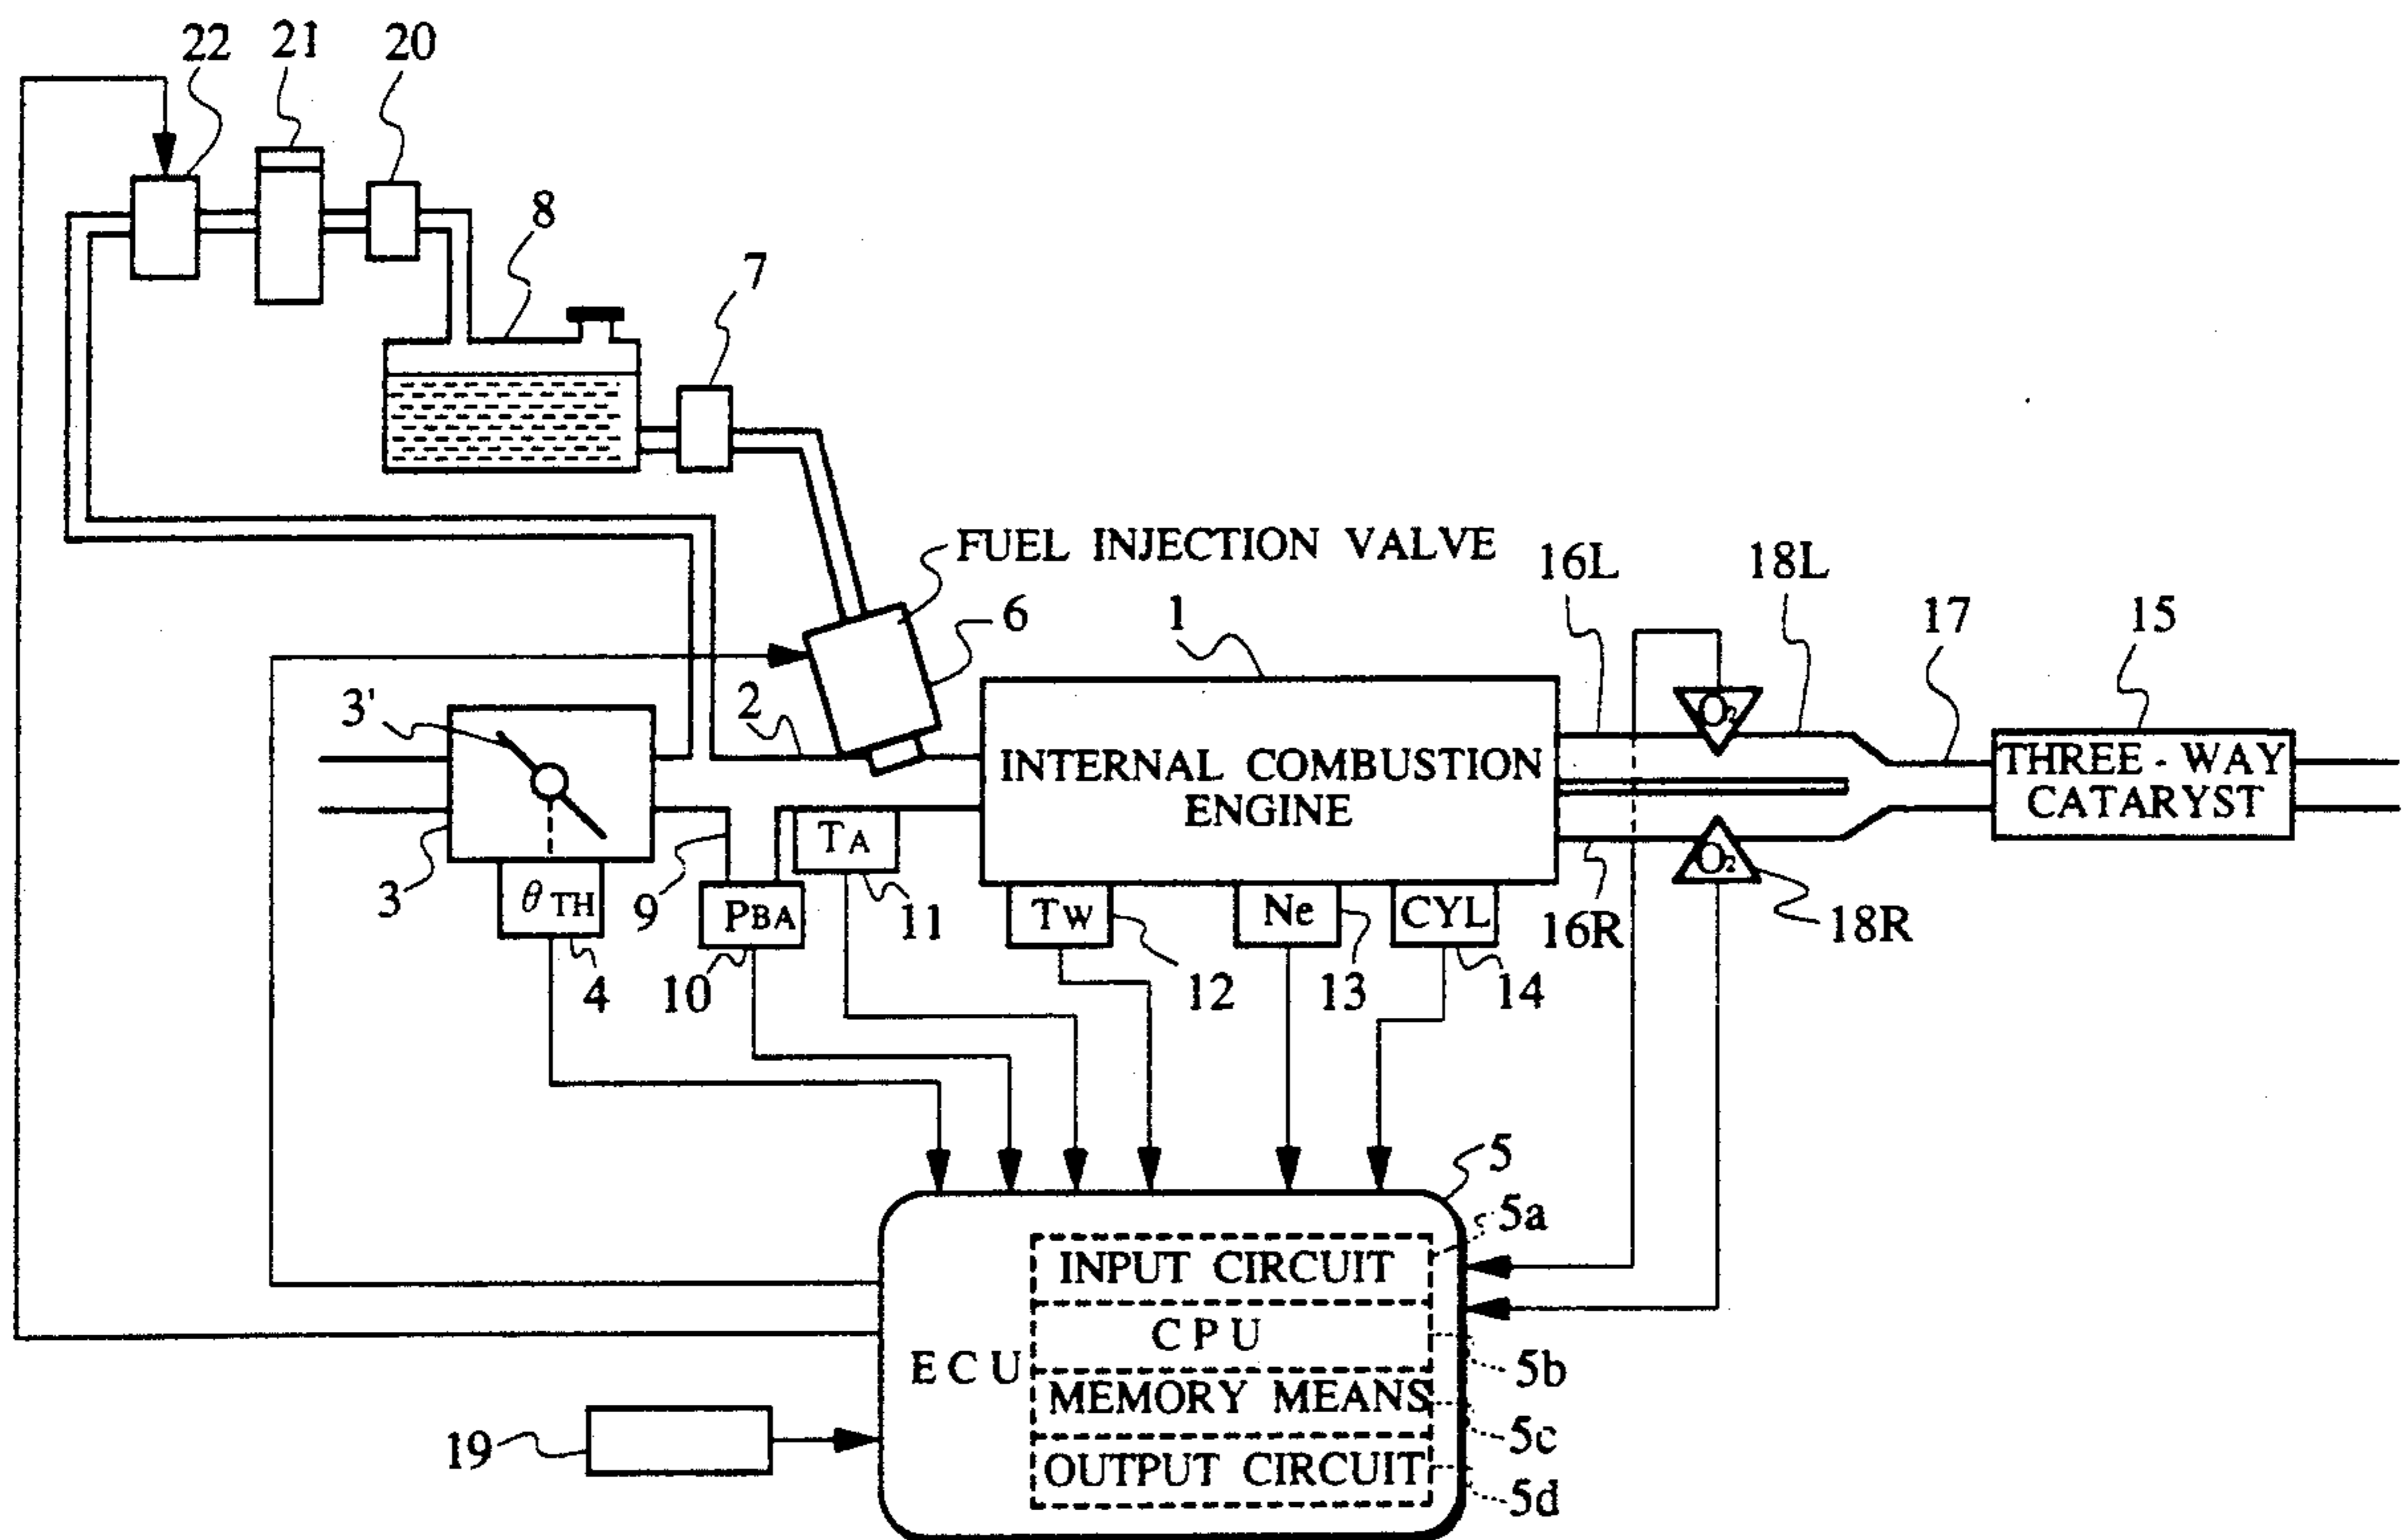 22
21
20
8
7
FUEL INJECTION VALVE
6
1
16L
18L
17
15
2
3'
O2
INTERNAL COMBUSTION
ENGINE
THREE - WAY
CATARYST
TA
3
θTH
9
PBA
11
TW
Ne
CYL
16R
O2
18R
4
10
12
13
14
5
5a
INPUT CIRCUIT
CPU
ECU
5b
MEMORY MEANS
5c
19
OUTPUT CIRCUIT
5d